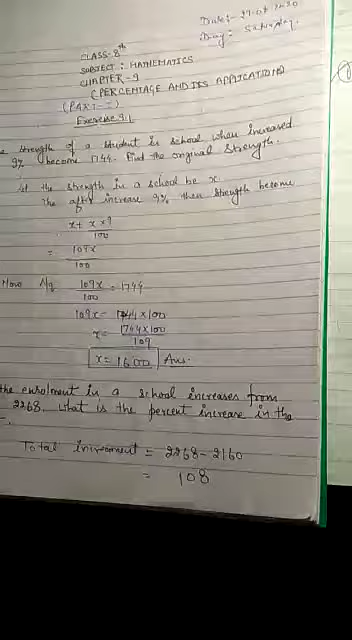 Date:- 27.06.2020
Day:- Saturday.
CLASS-8th
SUBJECT: MATHEMATICS
CHAPTER-9
(PERCENTAGE AND ITS APPLICATIONS)
(PART-I)
Exercise 9.1
strength of a student in school when increased
9% become 1744. Find the original strength.
let the strength in a school be x.
The after increase 9% then strength become
x + x×9
100
= 109x
100
Now A/q 109x = 1744
100
109x = 1744×100
x = 1744×100
109
x = 1600 Ans.
the enrolment in a school increases from
2268. what is the percent increase in the
Total increment = 2268-2160
= 108